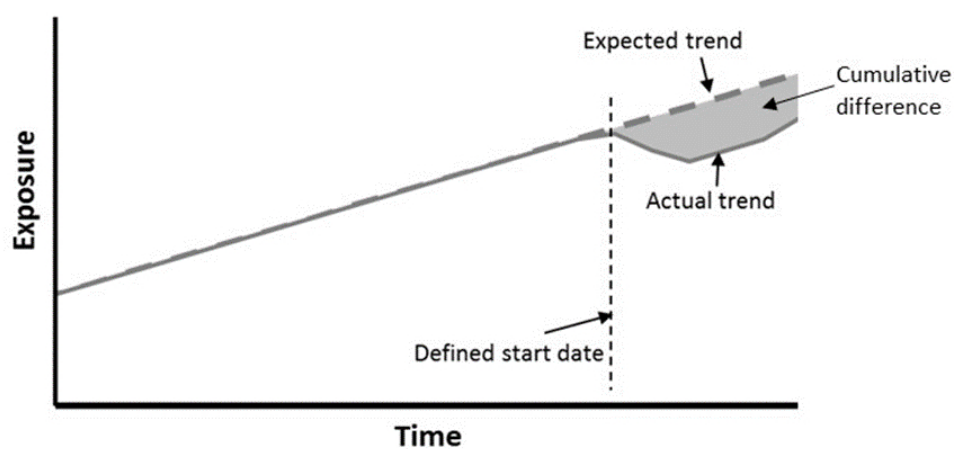 Expected trend
Cumulative
difference
Actual trend
Exposure
Defined start date
Time